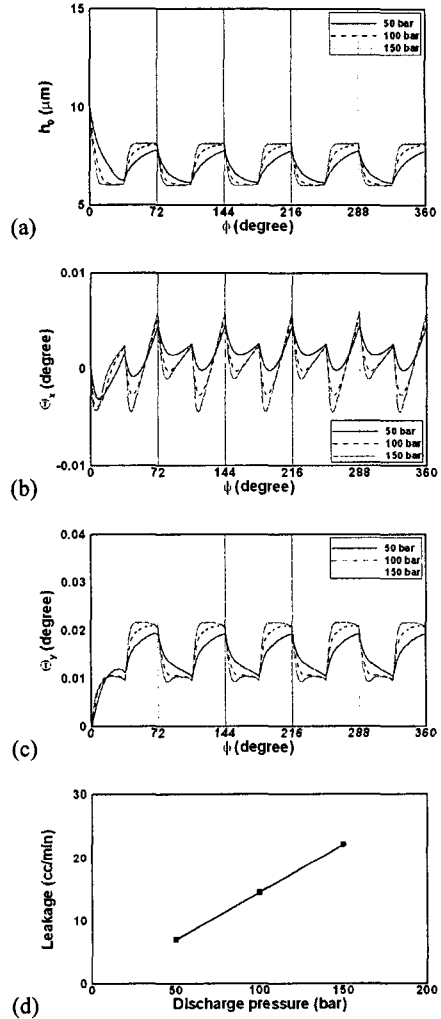 15
10
5
h₀ (μm)
50 bar
100 bar
150 bar
0 72 144 216 288 360
ϕ (degree)
(a)
0.01
0
-0.01
Θx (degree)
50 bar
100 bar
150 bar
0 72 144 216 288 360
ϕ (degree)
(b)
0.04
0.03
0.02
0.01
0
Θy (degree)
50 bar
100 bar
150 bar
0 72 144 216 288 360
ϕ (degree)
(c)
30
20
10
0
Leakage (cc/min)
0 50 100 150 200
Discharge pressure (bar)
(d)